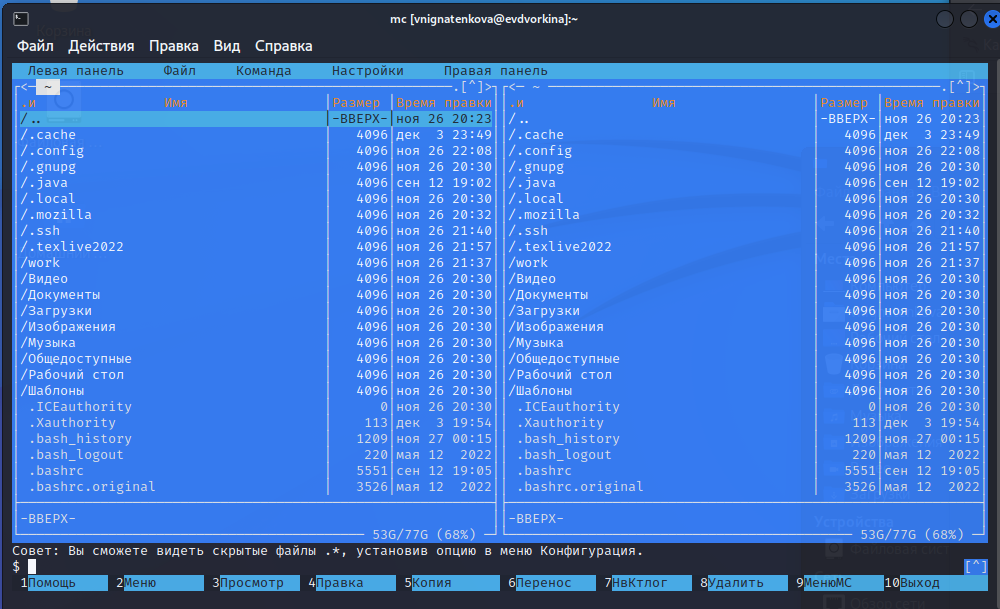 mc [vnignatenkova@evdvorkina]:~
Файл Действия Правка Вид Справка
Левая панель Файл Команда Настройки Правая панель
<— ~ .[^]> <— ~ .[^]>
.и Имя Размер Время правки .и Имя Размер Время правки
/.. -ВВЕРХ- ноя 26 20:23 /.. -ВВЕРХ- ноя 26 20:23
/.cache 4096 дек 3 23:49 /.cache 4096 дек 3 23:49
/.config 4096 ноя 26 22:08 /.config 4096 ноя 26 22:08
/.gnupg 4096 ноя 26 20:30 /.gnupg 4096 ноя 26 20:30
/.java 4096 сен 12 19:02 /.java 4096 сен 12 19:02
/.local 4096 ноя 26 20:30 /.local 4096 ноя 26 20:30
/.mozilla 4096 ноя 26 20:32 /.mozilla 4096 ноя 26 20:32
/.ssh 4096 ноя 26 21:40 /.ssh 4096 ноя 26 21:40
/.texlive2022 4096 ноя 26 21:57 /.texlive2022 4096 ноя 26 21:57
/work 4096 ноя 26 21:37 /work 4096 ноя 26 21:37
/Видео 4096 ноя 26 20:30 /Видео 4096 ноя 26 20:30
/Документы 4096 ноя 26 20:30 /Документы 4096 ноя 26 20:30
/Загрузки 4096 ноя 26 20:30 /Загрузки 4096 ноя 26 20:30
/Изображения 4096 ноя 26 20:30 /Изображения 4096 ноя 26 20:30
/Музыка 4096 ноя 26 20:30 /Музыка 4096 ноя 26 20:30
/Общедоступные 4096 ноя 26 20:30 /Общедоступные 4096 ноя 26 20:30
/Рабочий стол 4096 ноя 26 20:30 /Рабочий стол 4096 ноя 26 20:30
/Шаблоны 4096 ноя 26 20:30 /Шаблоны 4096 ноя 26 20:30
.ICEauthority 0 ноя 26 20:30 .ICEauthority 0 ноя 26 20:30
.Xauthority 113 дек 3 19:54 .Xauthority 113 дек 3 19:54
.bash_history 1209 ноя 27 00:15 .bash_history 1209 ноя 27 00:15
.bash_logout 220 мая 12 2022 .bash_logout 220 мая 12 2022
.bashrc 5551 сен 12 19:05 .bashrc 5551 сен 12 19:05
.bashrc.original 3526 мая 12 2022 .bashrc.original 3526 мая 12 2022
-ВВЕРХ- -ВВЕРХ-
53G/77G (68%) 53G/77G (68%)
Совет: Вы сможете видеть скрытые файлы .*, установив опцию в меню Конфигурация.
$ [^]
1Помощь 2Меню 3Просмотр 4Правка 5Копия 6Перенос 7НвКтлог 8Удалить 9МенюМС 10Выход